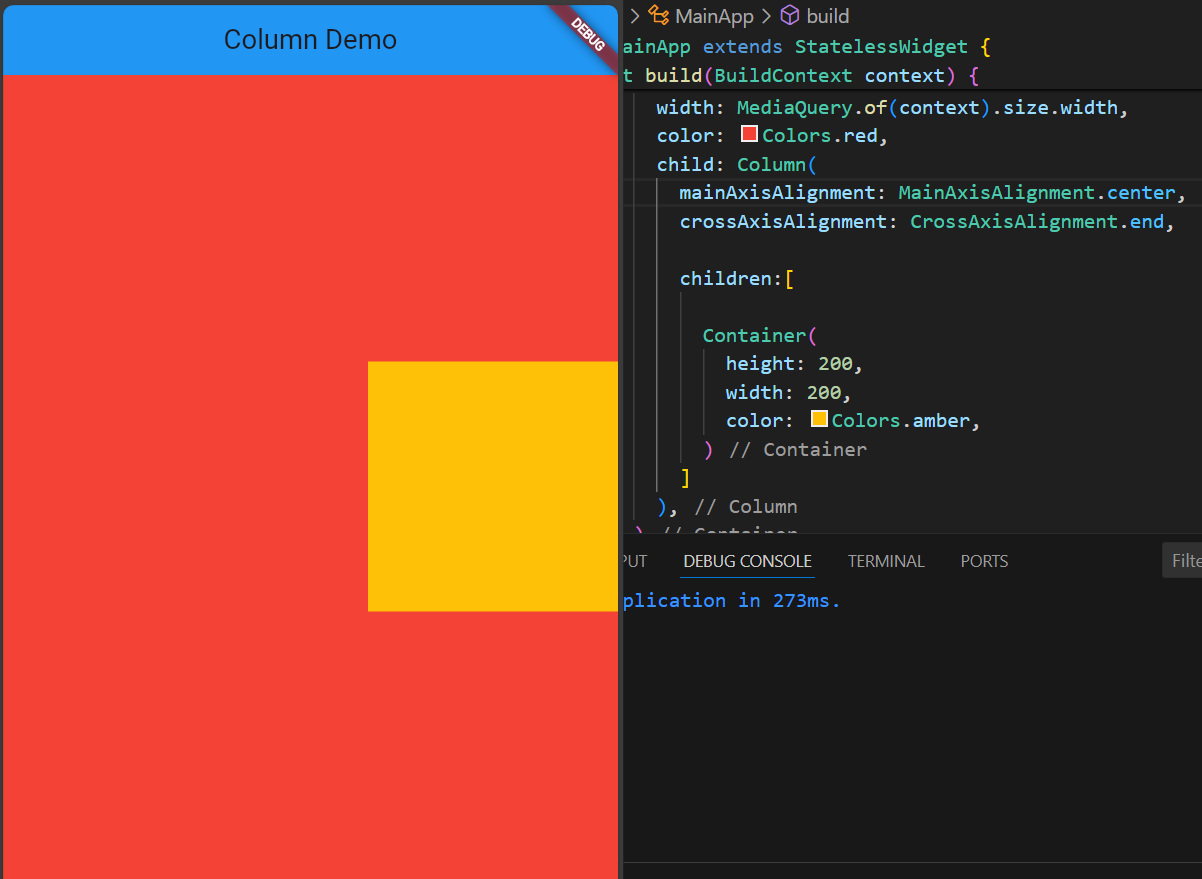 Column Demo
DEBUG
> MainApp > build
ainApp extends StatelessWidget {
t build(BuildContext context) {
width: MediaQuery.of(context).size.width,
color: Colors.red,
child: Column(
mainAxisAlignment: MainAxisAlignment.center,
crossAxisAlignment: CrossAxisAlignment.end,
children:[
Container(
height: 200,
width: 200,
color: Colors.amber,
) // Container
]
), // Column
) // Container
PUT DEBUG CONSOLE TERMINAL PORTS Filte
plication in 273ms.